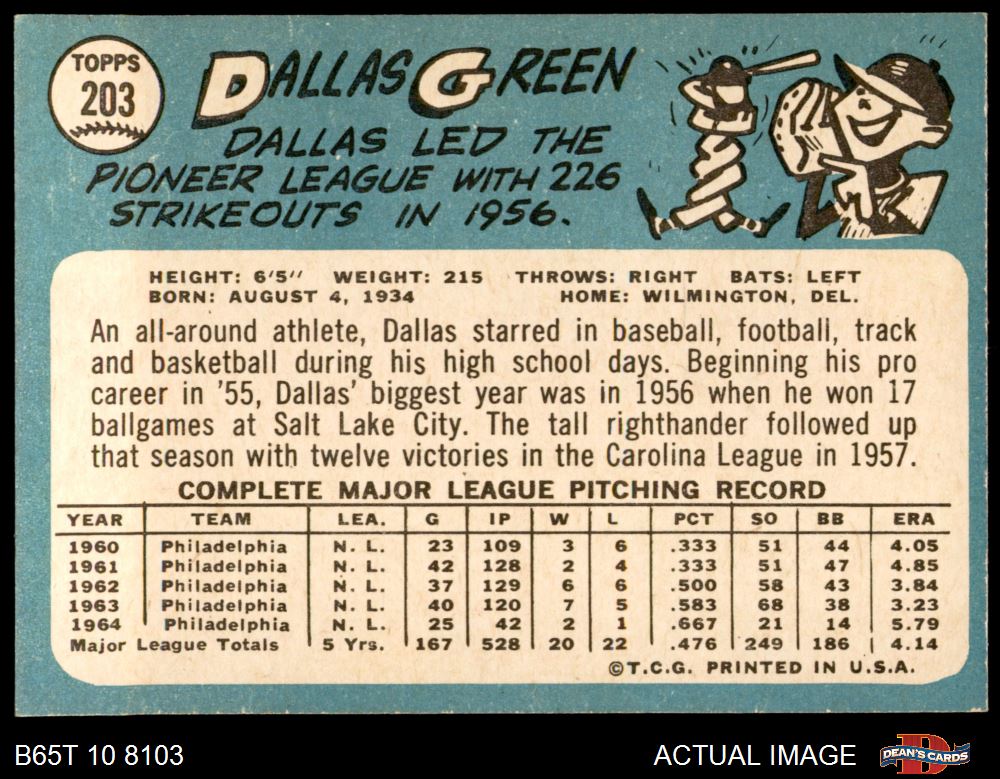 TOPPS
203
DALLAS GREEN
DALLAS LED THE
PIONEER LEAGUE WITH 226
STRIKEOUTS IN 1956.
HEIGHT: 6'5" WEIGHT: 215 THROWS: RIGHT BATS: LEFT
BORN: AUGUST 4, 1934 HOME: WILMINGTON, DEL.
An all-around athlete, Dallas starred in baseball, football, track
and basketball during his high school days. Beginning his pro
career in '55, Dallas' biggest year was in 1956 when he won 17
ballgames at Salt Lake City. The tall righthander followed up
that season with twelve victories in the Carolina League in 1957.
COMPLETE MAJOR LEAGUE PITCHING RECORD
YEAR TEAM LEA. G IP W L PCT SO BB ERA
1960 Philadelphia N. L. 23 109 3 6 .333 51 44 4.05
1961 Philadelphia N. L. 42 128 2 4 .333 51 47 4.85
1962 Philadelphia N. L. 37 129 6 6 .500 58 43 3.84
1963 Philadelphia N. L. 40 120 7 5 .583 68 38 3.23
1964 Philadelphia N. L. 25 42 2 1 .667 21 14 5.79
Major League Totals 5 Yrs. 167 528 20 22 .476 249 186 4.14
©T.C.G. PRINTED IN U.S.A.
B65T 10 8103 ACTUAL IMAGE DEAN'S CARDS